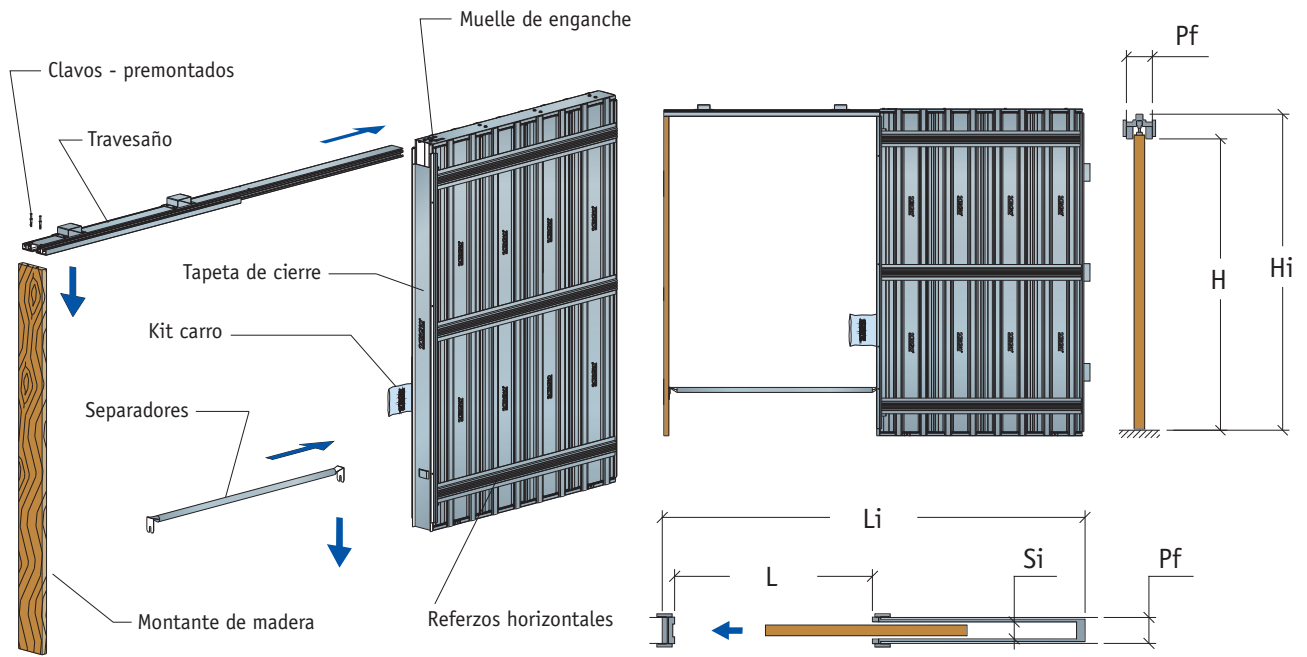 Muelle de enganche
Clavos - premontados
Travesaño
Tapeta de cierre
Kit carro
Separadores
Montante de madera
Referzos horizontales
Pf
H
Hi
Li
Si
L
Pf